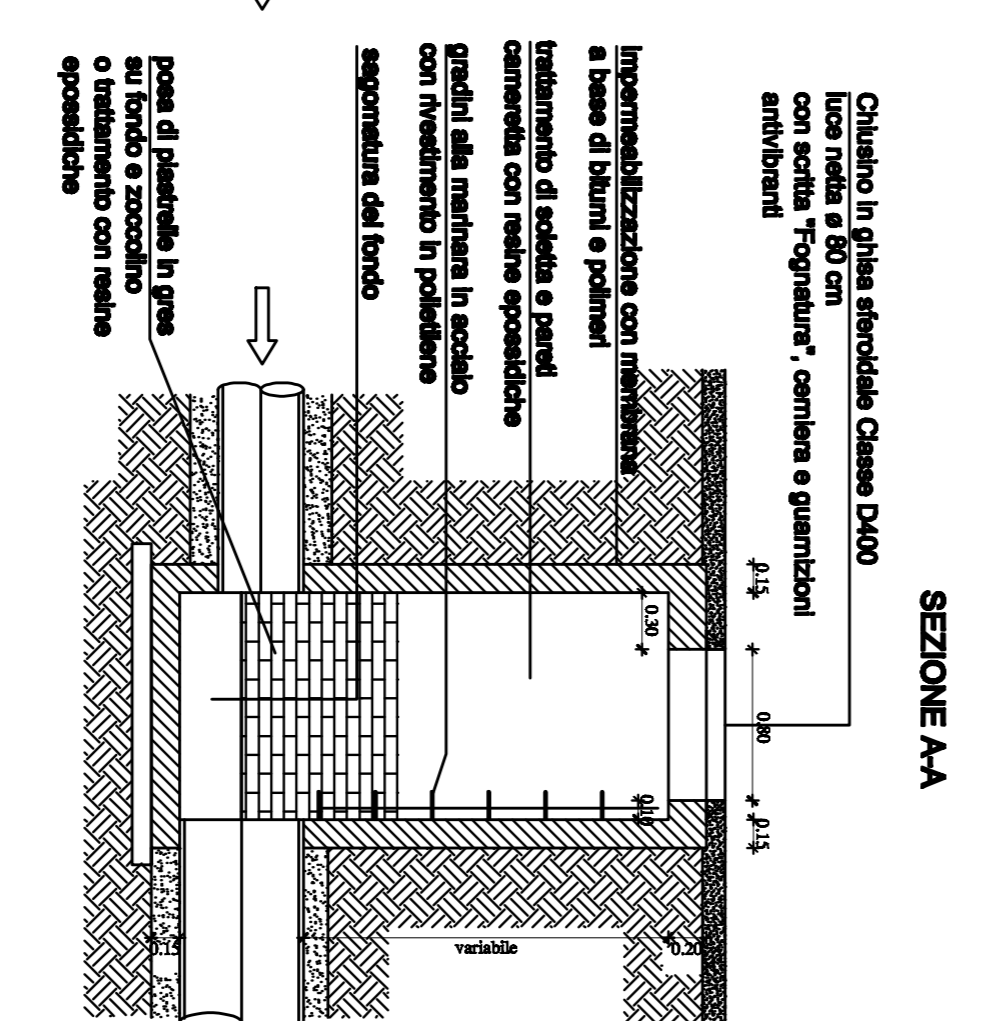 SEZIONE A-A
Chiusino in ghisa sferoidale Classe D400
luce netta ø 80 cm
con scritta "Fognatura", cerniera e guarnizioni
antivibranti
impermeabilizzazione con membrana
a base di bitumi e polimeri
trattamento di soletta e pareti
cameretta con resine epossidiche
gradini alla marinara in acciaio
con rivestimento in polietilene
sagomatura del fondo
posa di piastrelle in gres
su fondo e zoccolino
o trattamento con resine
epossidiche
0.15
0.80
0.15
0.30
0.10
0.20
variabile
0.15